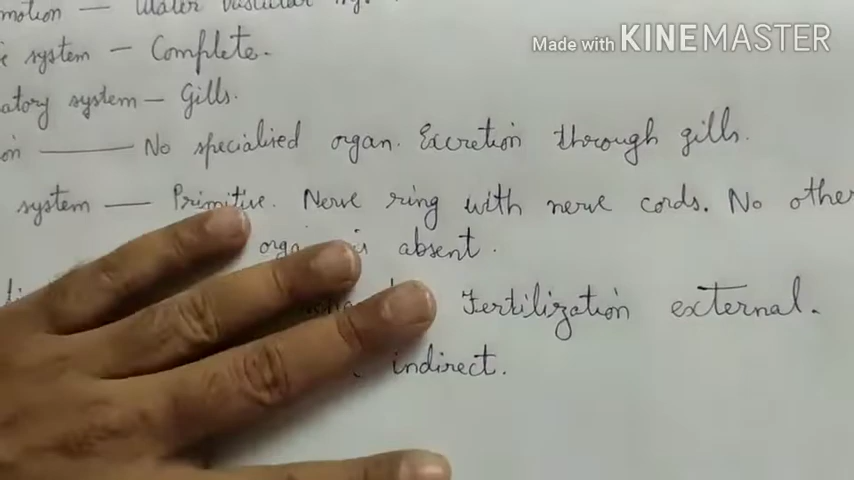 motion — Water vascular
system — Complete.
atory system — Gills.
Made with KINEMASTER
on — No specialised organ. Excretion through gills.
system — Primitive. Nerve ring with nerve cords. No other
is absent.
Fertilization external.
indirect.